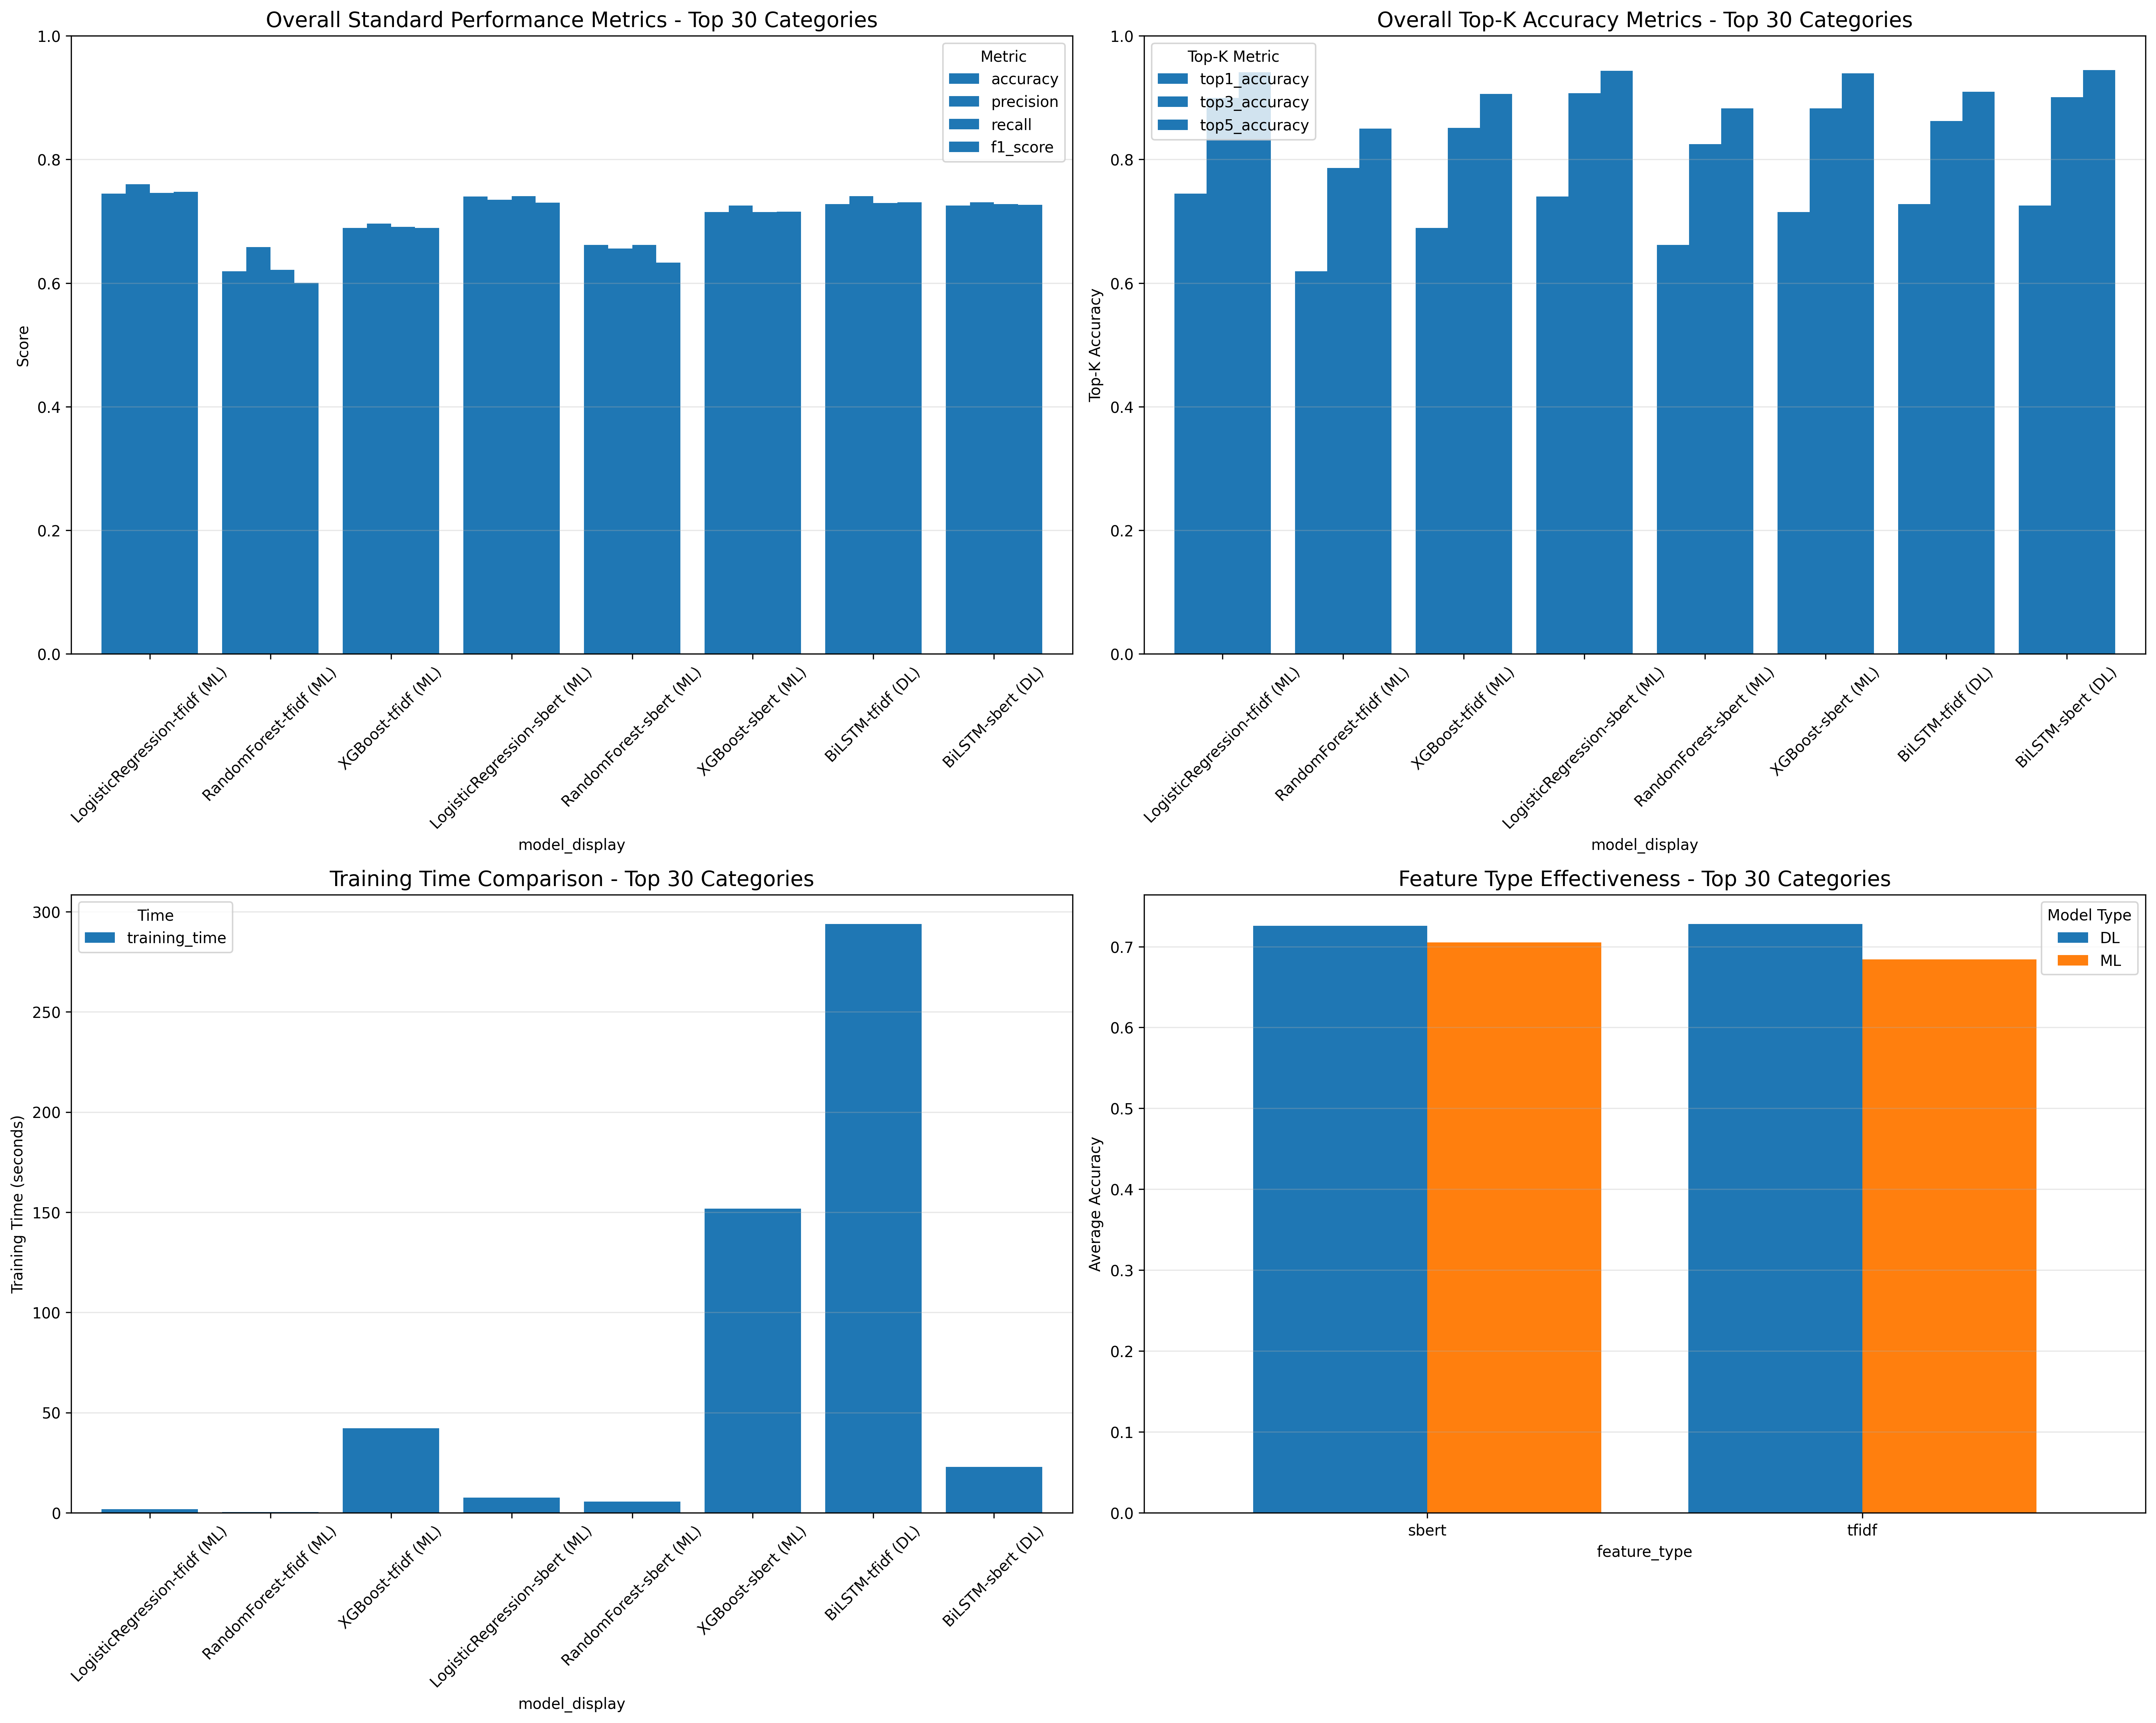 Overall Standard Performance Metrics - Top 30 Categories
Metric
accuracy
precision
recall
f1_score
1.0
0.8
0.6
0.4
0.2
0.0
Score
LogisticRegression-tfidf (ML)
RandomForest-tfidf (ML)
XGBoost-tfidf (ML)
LogisticRegression-sbert (ML)
RandomForest-sbert (ML)
XGBoost-sbert (ML)
BiLSTM-tfidf (DL)
BiLSTM-sbert (DL)
model_display
Overall Top-K Accuracy Metrics - Top 30 Categories
Top-K Metric
top1_accuracy
top3_accuracy
top5_accuracy
1.0
0.8
0.6
0.4
0.2
0.0
Top-K Accuracy
LogisticRegression-tfidf (ML)
RandomForest-tfidf (ML)
XGBoost-tfidf (ML)
LogisticRegression-sbert (ML)
RandomForest-sbert (ML)
XGBoost-sbert (ML)
BiLSTM-tfidf (DL)
BiLSTM-sbert (DL)
model_display
Training Time Comparison - Top 30 Categories
Time
training_time
300
250
200
150
100
50
0
Training Time (seconds)
LogisticRegression-tfidf (ML)
RandomForest-tfidf (ML)
XGBoost-tfidf (ML)
LogisticRegression-sbert (ML)
RandomForest-sbert (ML)
XGBoost-sbert (ML)
BiLSTM-tfidf (DL)
BiLSTM-sbert (DL)
model_display
Feature Type Effectiveness - Top 30 Categories
Model Type
DL
ML
0.7
0.6
0.5
0.4
0.3
0.2
0.1
0.0
Average Accuracy
sbert
tfidf
feature_type